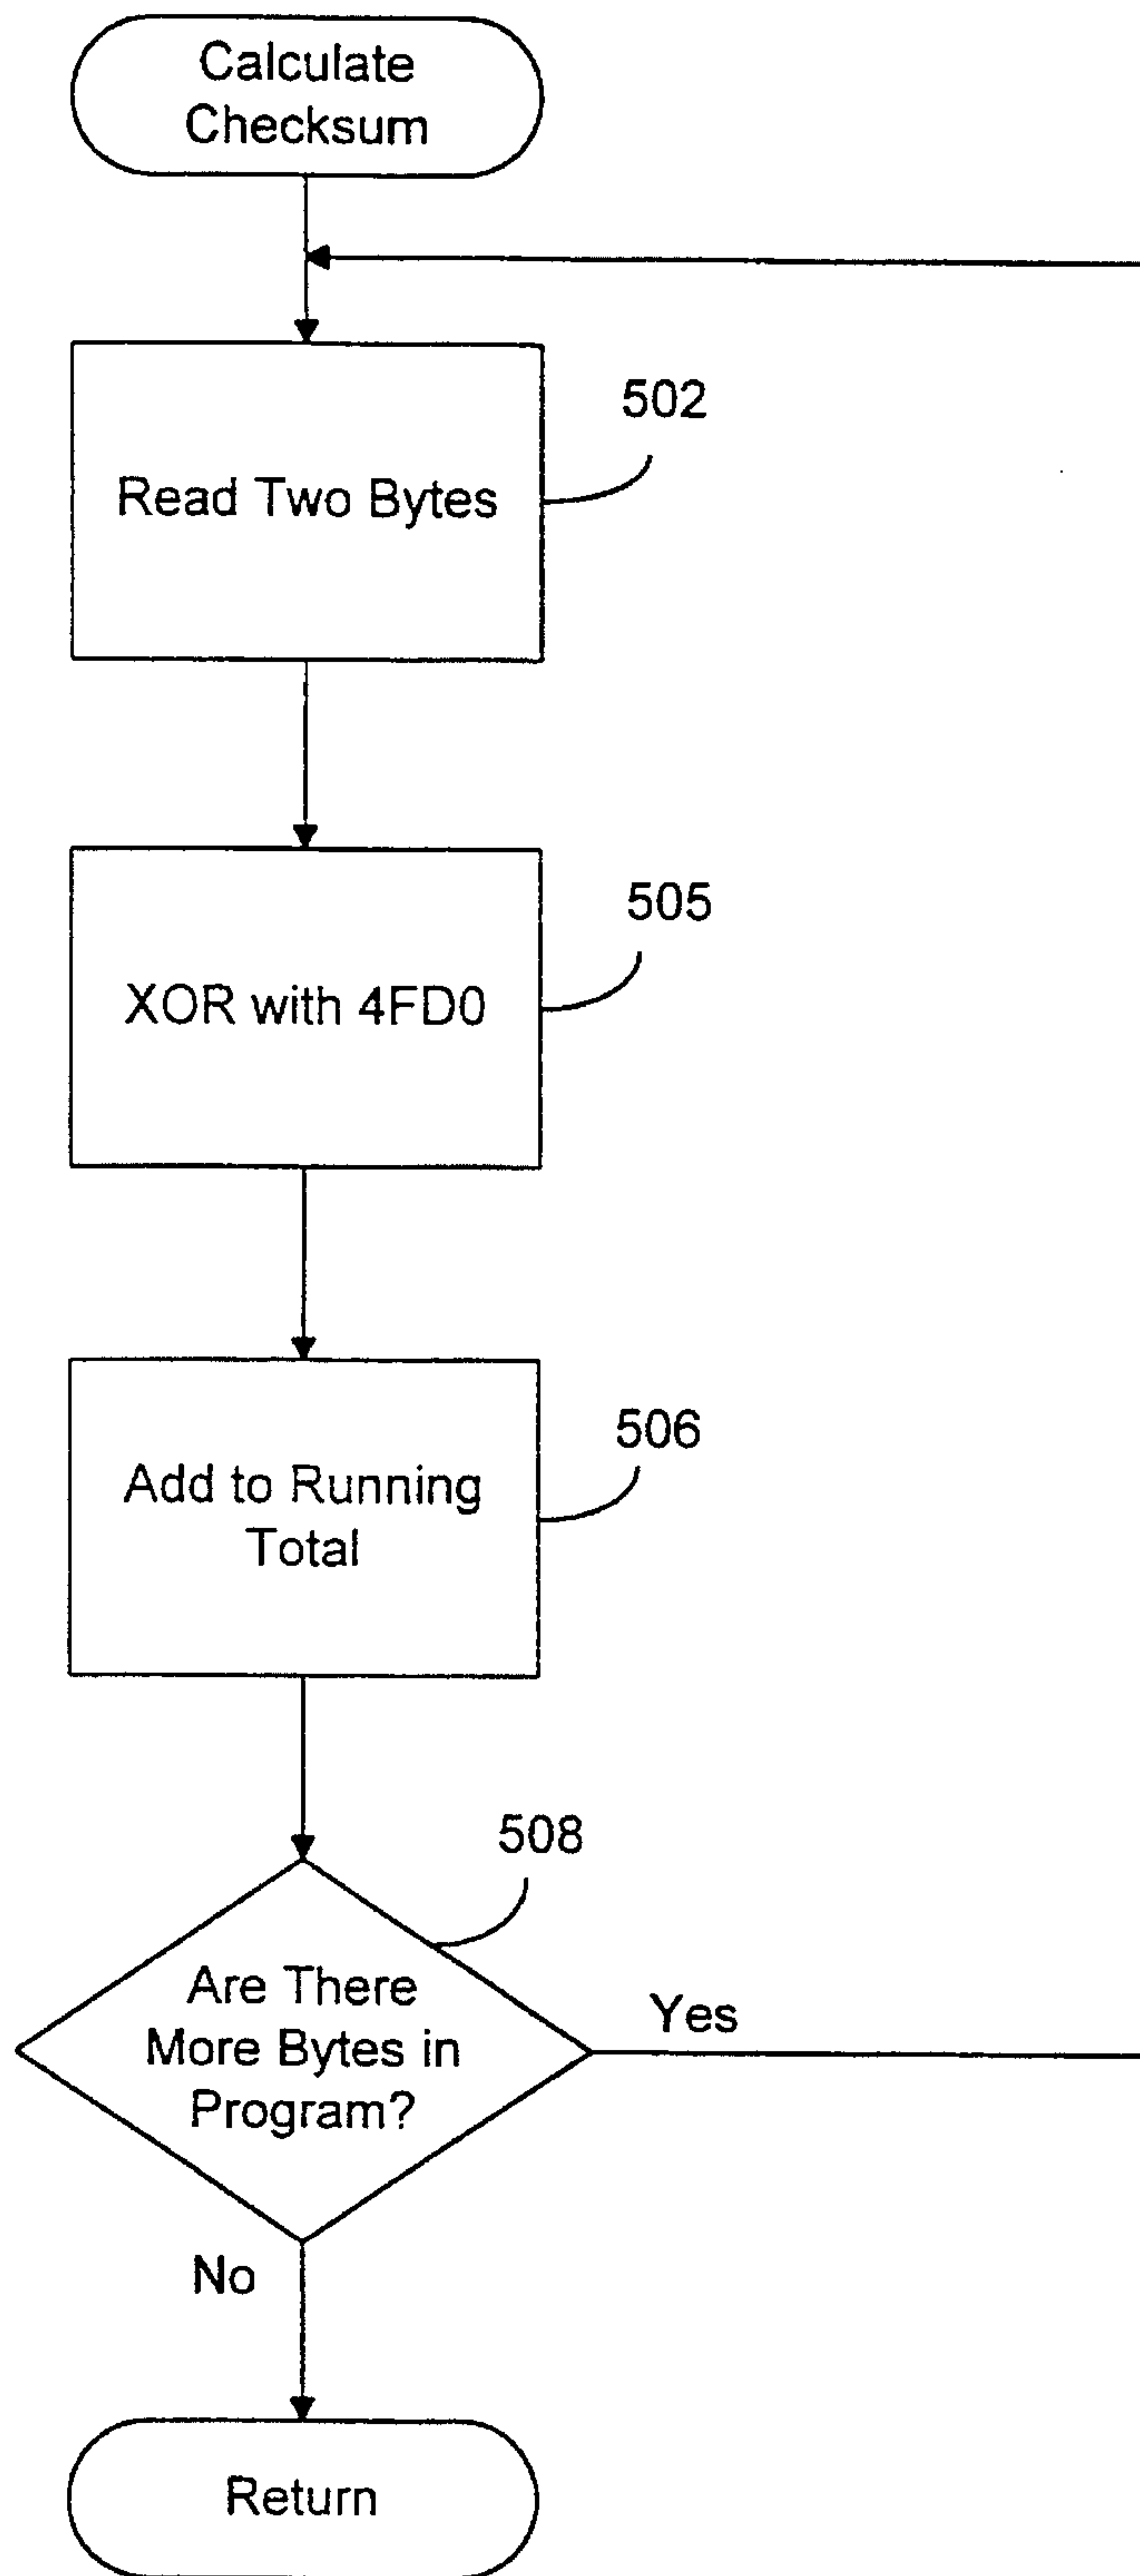 Calculate
Checksum
502
Read Two Bytes
505
XOR with 4FD0
506
Add to Running
Total
508
Are There
More Bytes in
Program?
Yes
No
Return